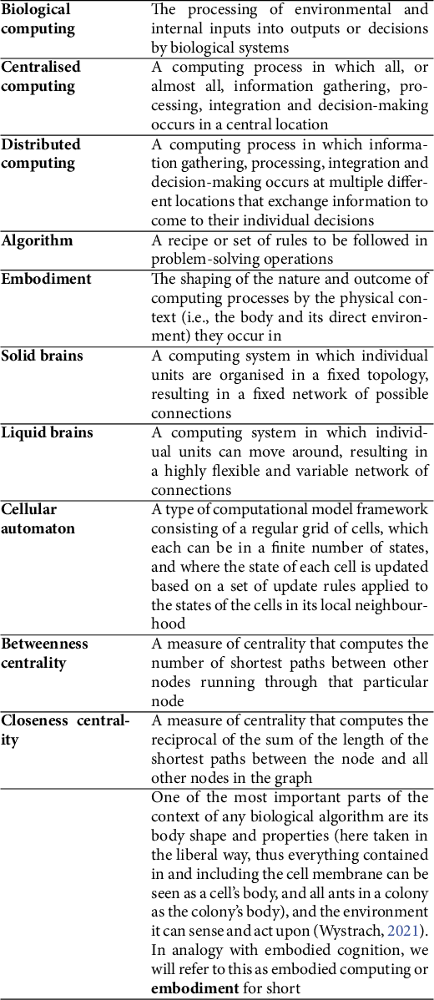 Biological computing
The processing of environmental and
internal inputs into outputs or decisions
by biological systems
Centralised computing
A computing process in which all, or
almost all, information gathering, pro-
cessing, integration and decision-making
occurs in a central location
Distributed computing
A computing process in which informa-
tion gathering, processing, integration and
decision-making occurs at multiple differ-
ent locations that exchange information to
come to their individual decisions
Algorithm
A recipe or set of rules to be followed in
problem-solving operations
Embodiment
The shaping of the nature and outcome of
computing processes by the physical con-
text (i.e., the body and its direct environ-
ment) they occur in
Solid brains
A computing system in which individual
units are organised in a fixed topology,
resulting in a fixed network of possible
connections
Liquid brains
A computing system in which individ-
ual units can move around, resulting in
a highly flexible and variable network of
connections
Cellular
automaton
A type of computational model framework
consisting of a regular grid of cells, which
each can be in a finite number of states,
and where the state of each cell is updated
based on a set of update rules applied to
the states of the cells in its local neighbour-
hood
Betweenness
centrality
A measure of centrality that computes the
number of shortest paths between other
nodes running through that particular
node
Closeness central-
ity
A measure of centrality that computes the
reciprocal of the sum of the length of the
shortest paths between the node and all
other nodes in the graph
One of the most important parts of the
context of any biological algorithm are its
body shape and properties (here taken in
the liberal way, thus everything contained
in and including the cell membrane can be
seen as a cell's body, and all ants in a colony
as the colony's body), and the environment
it can sense and act upon (Wystrach, 2021).
In analogy with embodied cognition, we
will refer to this as embodied computing or
embodiment for short